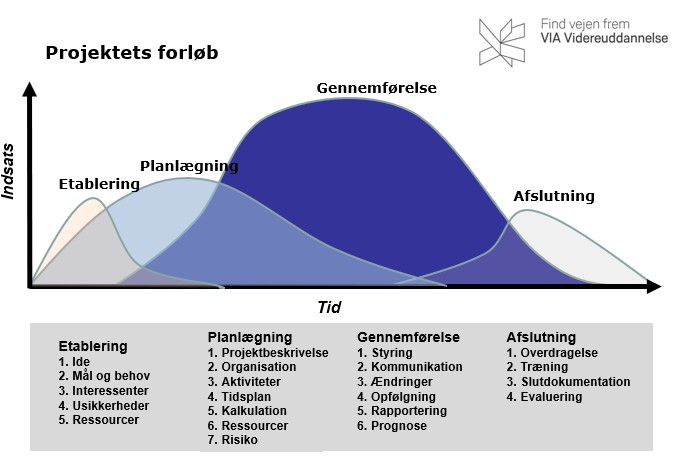 Find vejen frem
VIA Videreuddannelse
Projektets forløb
Gennemførelse
Planlægning
Etablering
Afslutning
Indsats
Tid
Etablering
1. Ide
2. Mål og behov
3. Interessenter
4. Usikkerheder
5. Ressourcer
Planlægning
1. Projektbeskrivelse
2. Organisation
3. Aktiviteter
4. Tidsplan
5. Kalkulation
6. Ressourcer
7. Risiko
Gennemførelse
1. Styring
2. Kommunikation
3. Ændringer
4. Opfølgning
5. Rapportering
6. Prognose
Afslutning
1. Overdragelse
2. Træning
3. Slutdokumentation
4. Evaluering